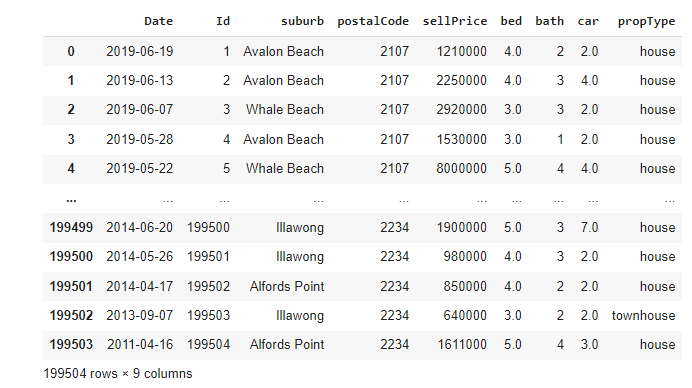 Date Id suburb postalCode sellPrice bed bath car propType
0 2019-06-19 1 Avalon Beach 2107 1210000 4.0 2 2.0 house
1 2019-06-13 2 Avalon Beach 2107 2250000 4.0 3 4.0 house
2 2019-06-07 3 Whale Beach 2107 2920000 3.0 3 2.0 house
3 2019-05-28 4 Avalon Beach 2107 1530000 3.0 1 2.0 house
4 2019-05-22 5 Whale Beach 2107 8000000 5.0 4 4.0 house
... ... ... ... ... ... ... ... ... ...
199499 2014-06-20 199500 Illawong 2234 1900000 5.0 3 7.0 house
199500 2014-05-26 199501 Illawong 2234 980000 4.0 3 2.0 house
199501 2014-04-17 199502 Alfords Point 2234 850000 4.0 2 2.0 house
199502 2013-09-07 199503 Illawong 2234 640000 3.0 2 2.0 townhouse
199503 2011-04-16 199504 Alfords Point 2234 1611000 5.0 4 3.0 house
199504 rows × 9 columns